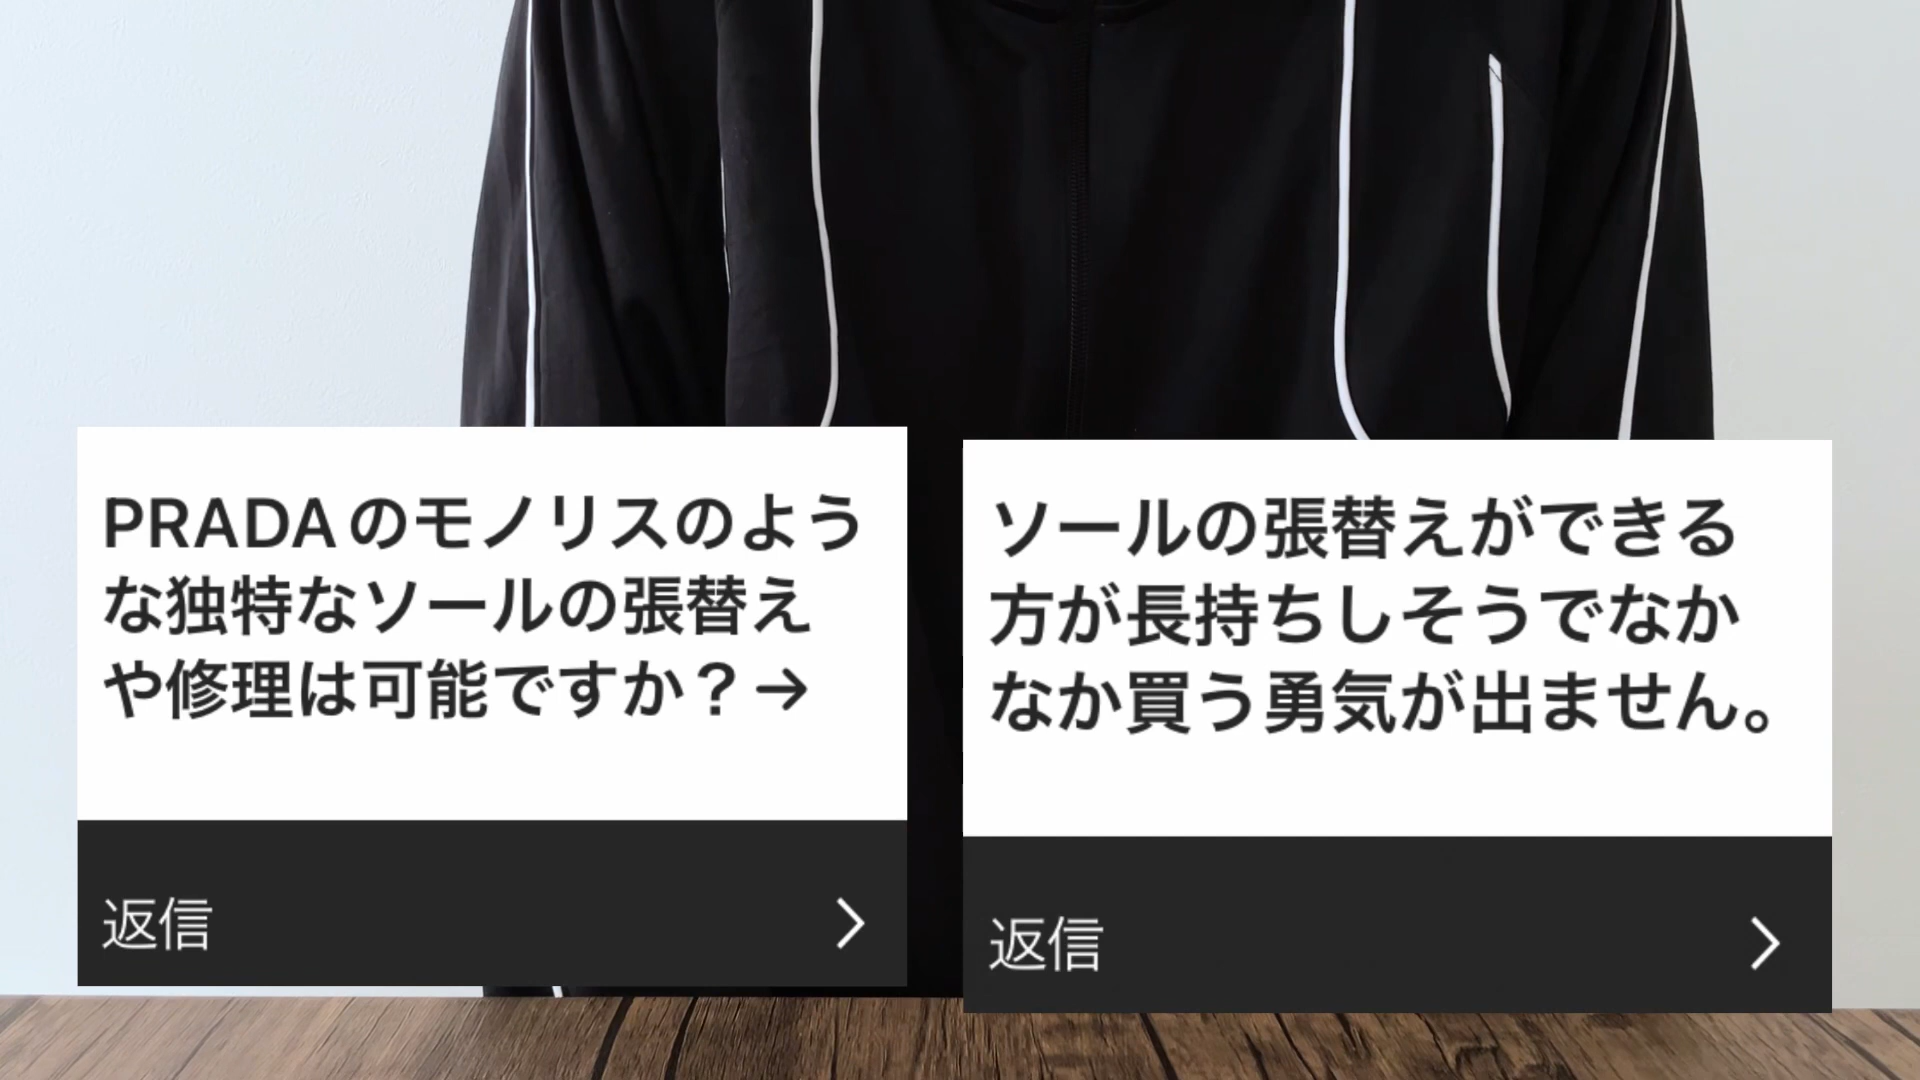 PRADAのモノリスのよう
な独特なソールの張替え
や修理は可能ですか？→
返信
ソールの張替えができる
方が長持ちしそうでなか
なか買う勇気が出ません。
返信